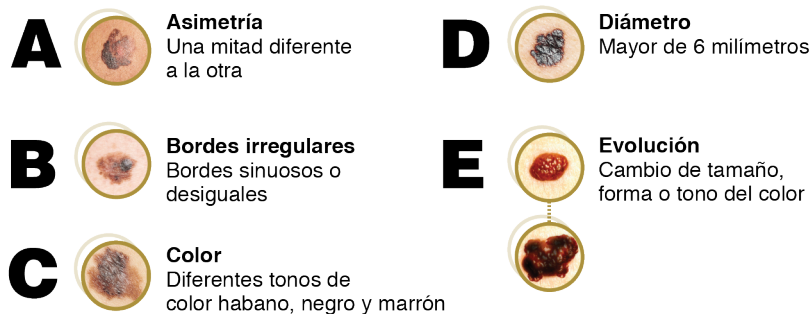 A
Asimetría
Una mitad diferente
a la otra
B
Bordes irregulares
Bordes sinuosos o
desiguales
C
Color
Diferentes tonos de
color habano, negro y marrón
D
Diámetro
Mayor de 6 milímetros
E
Evolución
Cambio de tamaño,
forma o tono del color